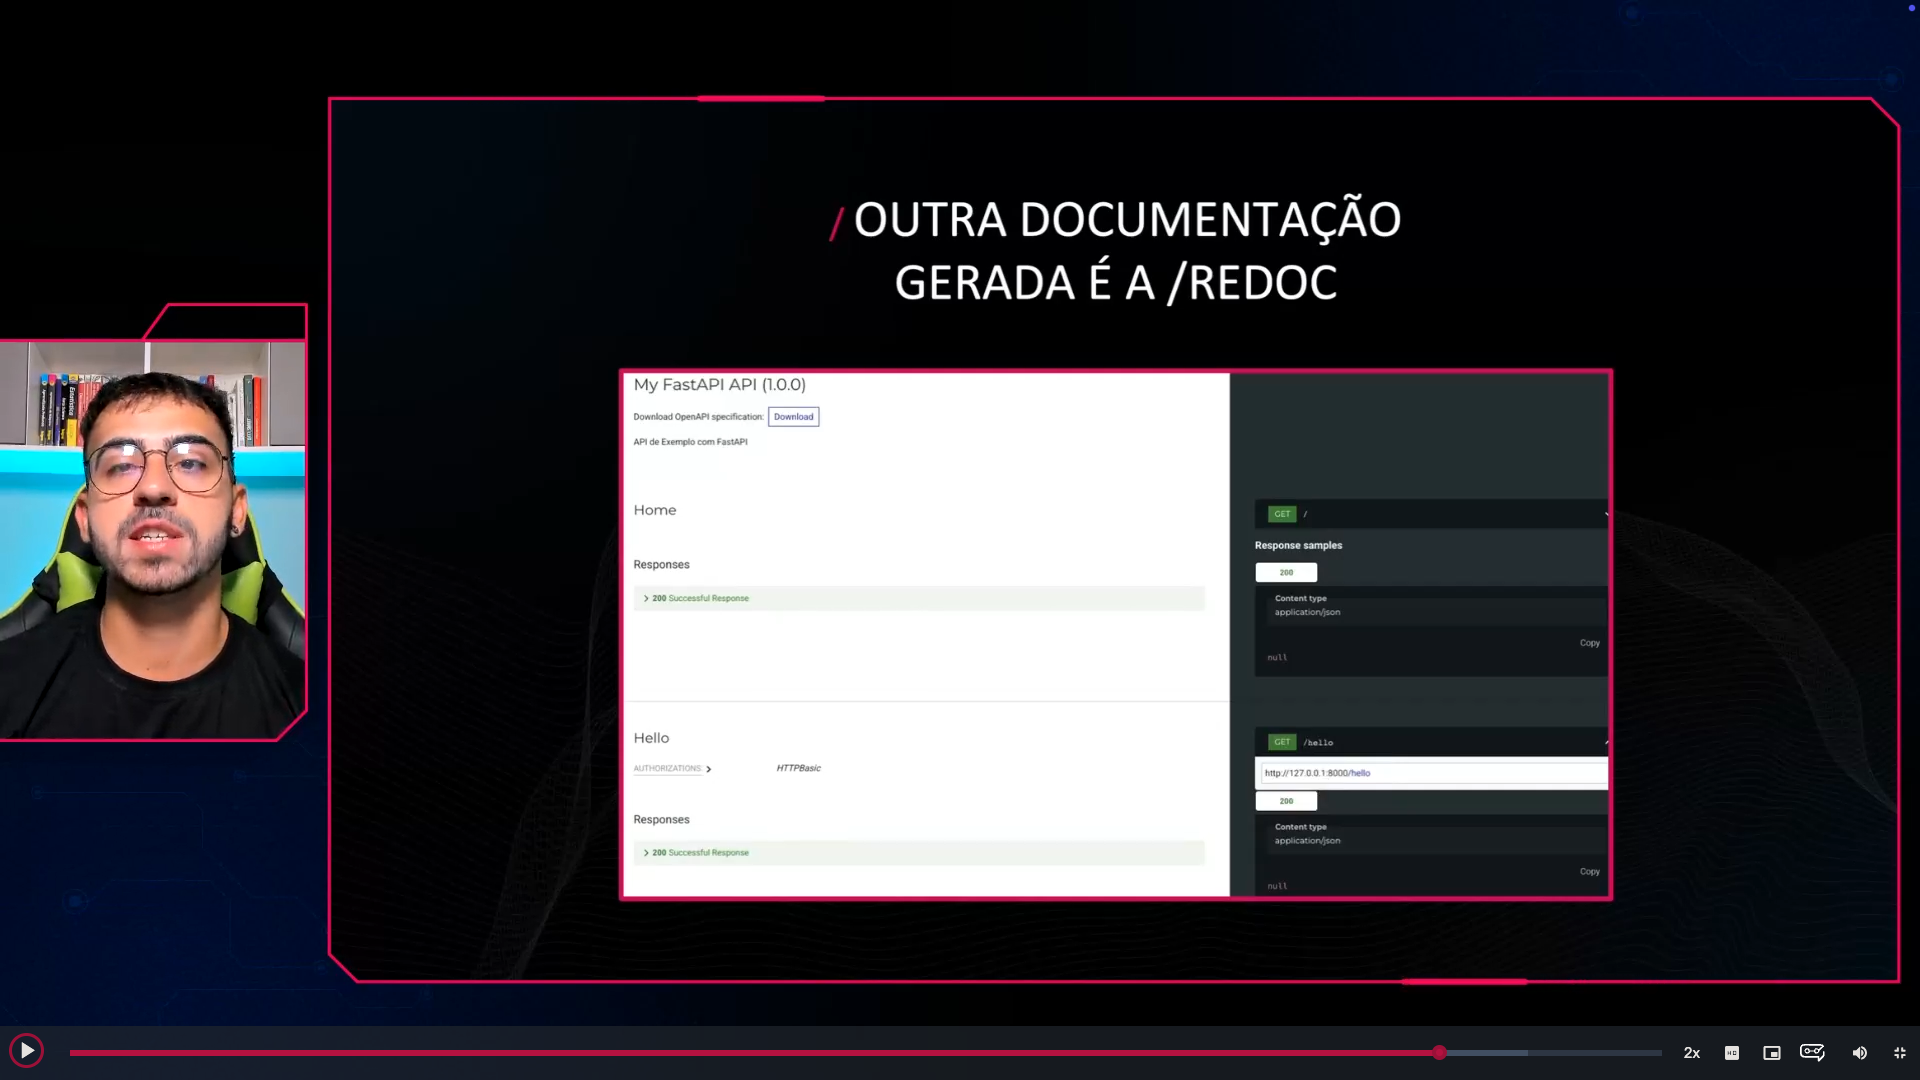 / OUTRA DOCUMENTAÇÃO
GERADA É A /REDOC
My FastAPI API (1.0.0)
Download OpenAPI specification: Download
API de Exemplo com FastAPI
Home
Responses
200 Successful Response
GET /
Response samples
200
Content type
application/json
Copy
null
Hello
AUTHORIZATIONS: HTTPBasic
Responses
200 Successful Response
GET /hello
http://127.0.0.1:8000/hello
200
Content type
application/json
Copy
null
2x
HD